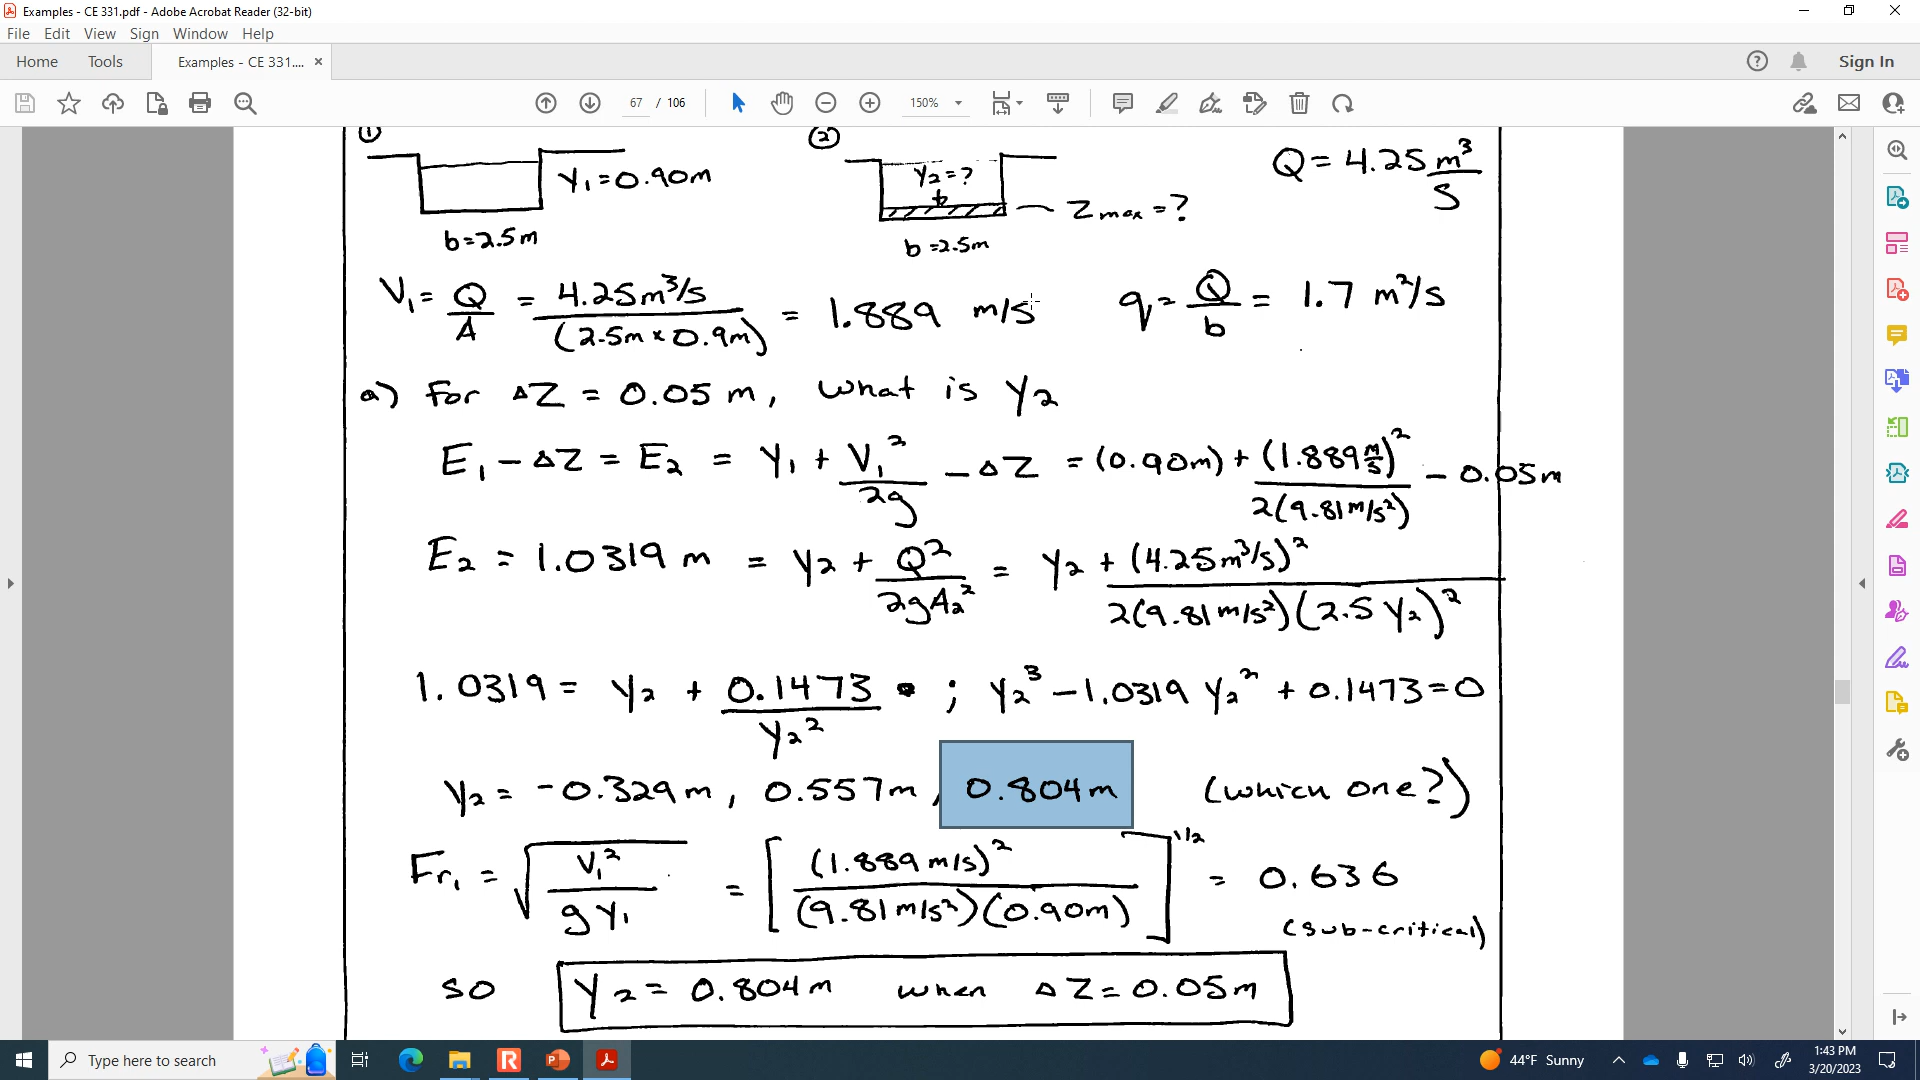 Examples - CE 331.pdf - Adobe Acrobat Reader (32-bit)
File Edit View Sign Window Help
Home Tools Examples - CE 331.... × Sign In
67 / 106 150%
① ② Q = 4.25 m³/s
y₁ = 0.90m y₂ = ?
Zmax = ?
b = 2.5m b = 2.5m
V₁ = Q/A = 4.25m³/s / (2.5m × 0.9m) = 1.889 m/s q = Q/b = 1.7 m²/s
a) For ΔZ = 0.05 m, what is y₂
E₁ - ΔZ = E₂ = y₁ + V₁²/2g - ΔZ = (0.90m) + (1.889 m/s)² / 2(9.81m/s²) - 0.05m
E₂ = 1.0319 m = y₂ + Q²/2gA₂² = y₂ + (4.25m³/s)² / 2(9.81m/s²)(2.5 y₂)²
1.0319 = y₂ + 0.1473/y₂² ; y₂³ - 1.0319 y₂² + 0.1473 = 0
y₂ = -0.329m, 0.557m, 0.804m (which one?)
Fr₁ = √(V₁²/gy₁) = [(1.889m/s)² / (9.81m/s²)(0.90m)]^1/2 = 0.636
(sub-critical)
so y₂ = 0.804m when ΔZ = 0.05m
Type here to search 44°F Sunny 1:43 PM
3/20/2023